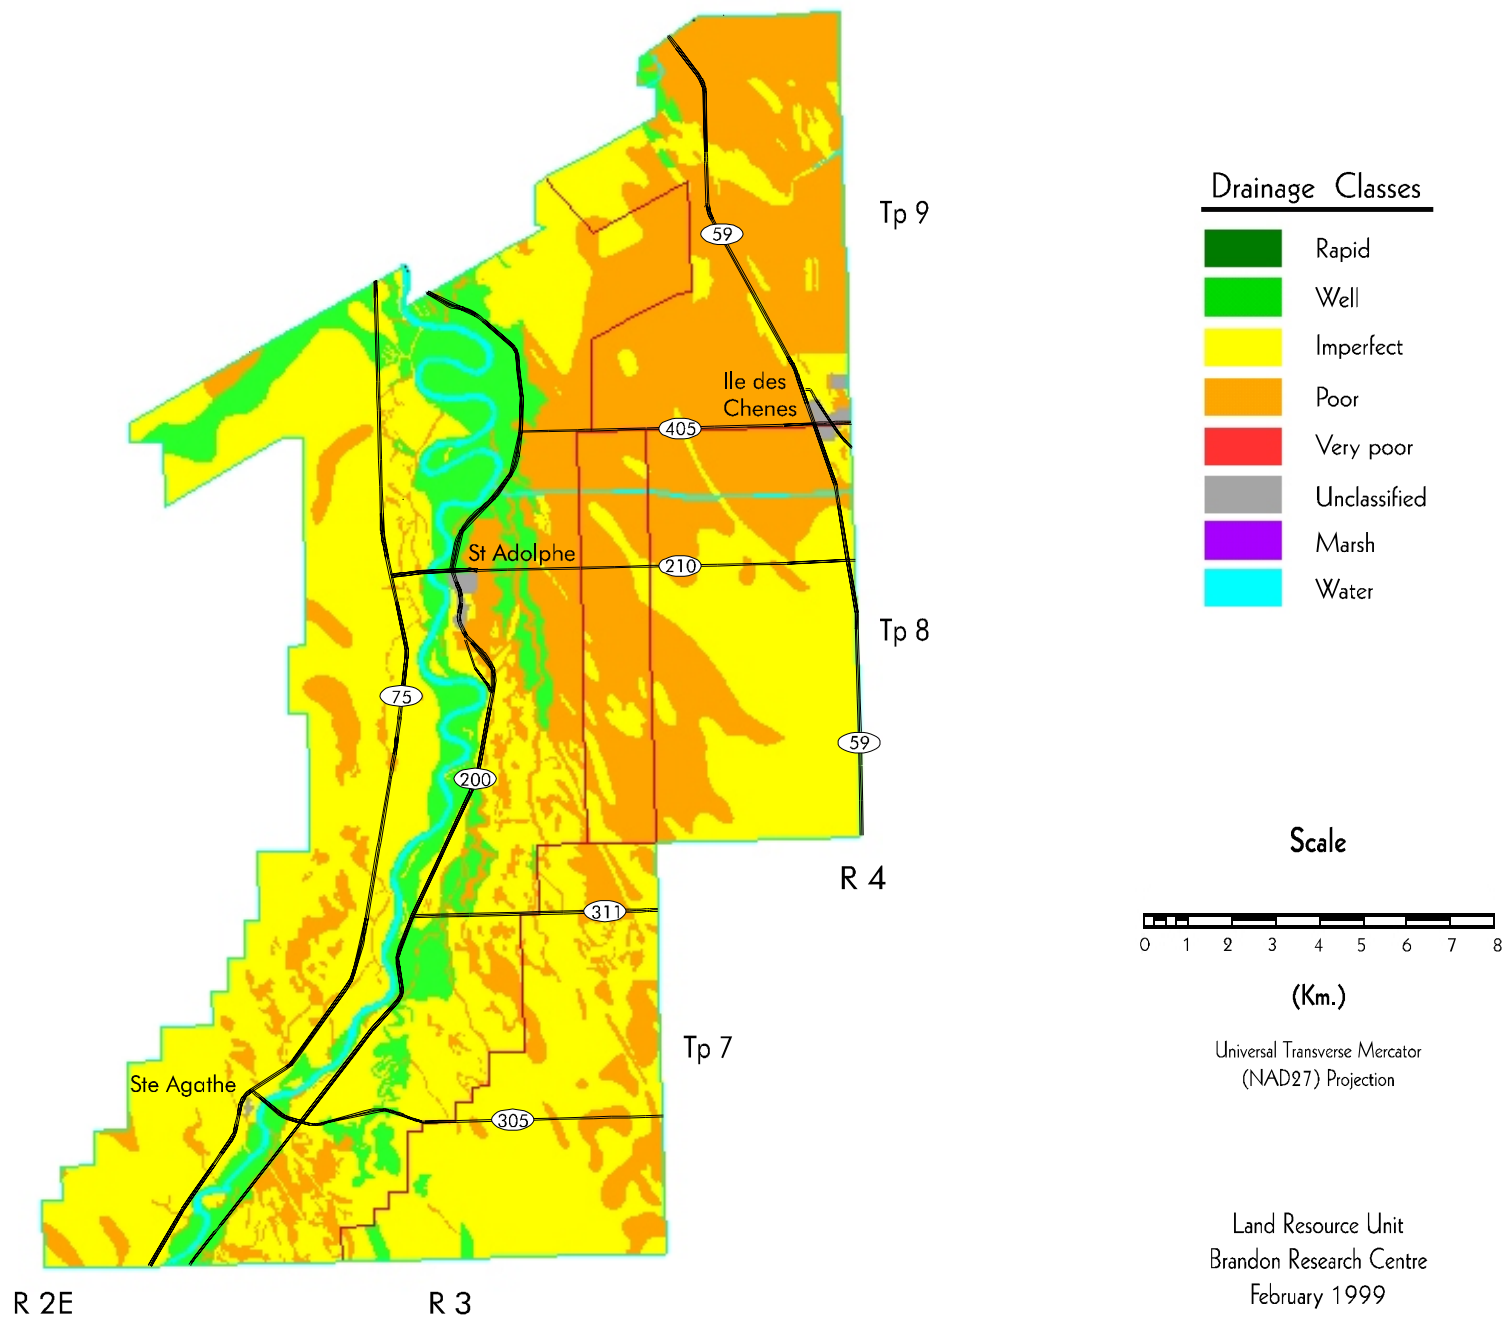 Tp 9
59
Ile des
Chenes
405
St Adolphe
210
Tp 8
75
59
200
R 4
311
Tp 7
Ste Agathe
305
R 2E
R 3
Drainage Classes
Rapid
Well
Imperfect
Poor
Very poor
Unclassified
Marsh
Water
Scale
0 1 2 3 4 5 6 7 8
(Km.)
Universal Transverse Mercator
(NAD27) Projection
Land Resource Unit
Brandon Research Centre
February 1999